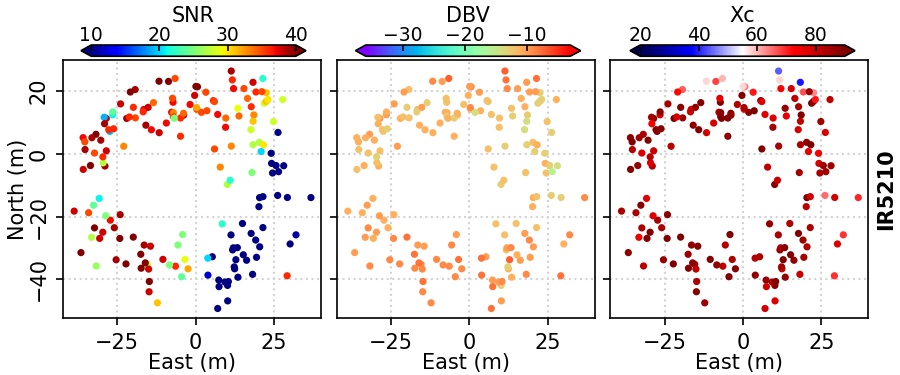 SNR DBV Xc
10 20 30 40 −30 −20 −10 20 40 60 80
20
0
−20
−40
North (m)
IR5210
−25 0 25 −25 0 25 −25 0 25
East (m) East (m) East (m)